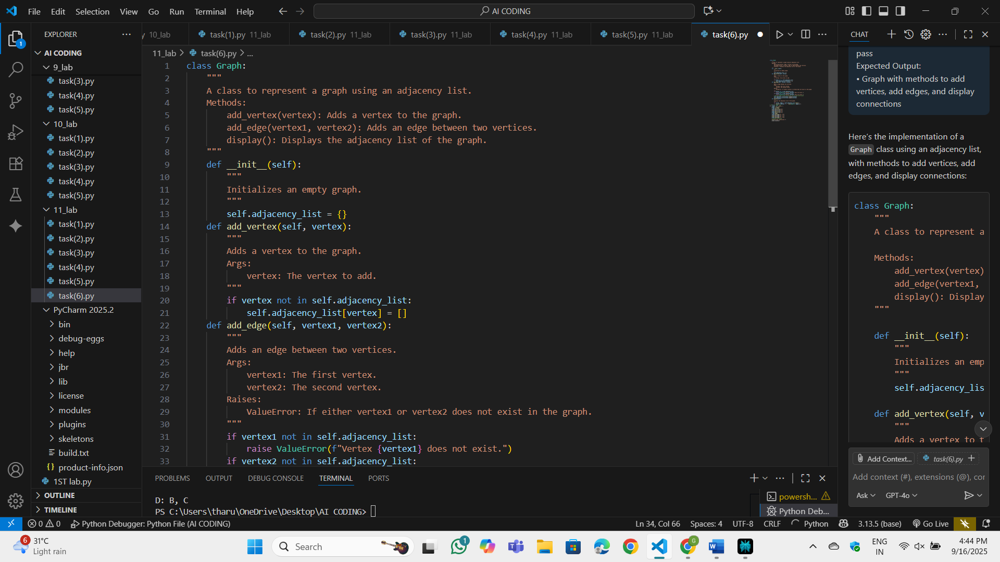 File Edit Selection View Go Run Terminal Help
AI CODING
EXPLORER
AI CODING
9_lab
task(3).py
task(4).py
task(5).py
10_lab
task(1).py
task(2).py
task(3).py
task(4).py
task(5).py
11_lab
task(1).py
task(2).py
task(3).py
task(4).py
task(5).py
task(6).py
PyCharm 2025.2
bin
debug-eggs
help
jbr
lib
license
modules
plugins
skeletons
build.txt
product-info.json
1ST lab.py
OUTLINE
TIMELINE
1
y 10_lab
task(1).py 11_lab
task(2).py 11_lab
task(3).py 11_lab
task(4).py 11_lab
task(5).py 11_lab
task(6).py
11_lab > task(6).py > ...
1 class Graph:
2 """
3 A class to represent a graph using an adjacency list.
4 Methods:
5 add_vertex(vertex): Adds a vertex to the graph.
6 add_edge(vertex1, vertex2): Adds an edge between two vertices.
7 display(): Displays the adjacency list of the graph.
8 """
9 def __init__(self):
10 """
11 Initializes an empty graph.
12 """
13 self.adjacency_list = {}
14 def add_vertex(self, vertex):
15 """
16 Adds a vertex to the graph.
17 Args:
18 vertex: The vertex to add.
19 """
20 if vertex not in self.adjacency_list:
21 self.adjacency_list[vertex] = []
22 def add_edge(self, vertex1, vertex2):
23 """
24 Adds an edge between two vertices.
25 Args:
26 vertex1: The first vertex.
27 vertex2: The second vertex.
28 Raises:
29 ValueError: If either vertex1 or vertex2 does not exist in the graph.
30 """
31 if vertex1 not in self.adjacency_list:
32 raise ValueError(f"Vertex {vertex1} does not exist.")
33 if vertex2 not in self.adjacency_list:
PROBLEMS OUTPUT DEBUG CONSOLE TERMINAL PORTS
D: B, C
PS C:\Users\tharu\OneDrive\Desktop\AI CODING>
powersh...
Python Deb...
CHAT
pass
Expected Output:
• Graph with methods to add
vertices, add edges, and display
connections
Here's the implementation of a
Graph class using an adjacency list,
with methods to add vertices, add
edges, and display connections:
class Graph:
"""
A class to represent a
Methods:
add_vertex(vertex)
add_edge(vertex1,
display(): Display
"""
def __init__(self):
"""
Initializes an emp
"""
self.adjacency_lis
def add_vertex(self, v
"""
Adds a vertex to t
Add Context...
task(6).py
Add context (#), extensions (@), cor
Ask GPT-4o
0 0 Python Debugger: Python File (AI CODING)
Ln 34, Col 66 Spaces: 4 UTF-8 CRLF Python 3.13.5 (base) Go Live
6
31°C
Light rain
Search
1
G
ENG
IN
4:44 PM
9/16/2025